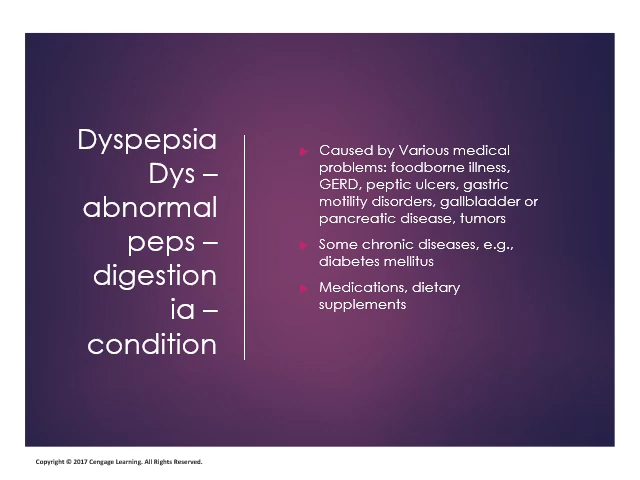 Dyspepsia
Dys –
abnormal
peps –
digestion
ia –
condition
Caused by Various medical
problems: foodborne illness,
GERD, peptic ulcers, gastric
motility disorders, gallbladder or
pancreatic disease, tumors
Some chronic diseases, e.g.,
diabetes mellitus
Medications, dietary
supplements
Copyright © 2017 Cengage Learning. All Rights Reserved.